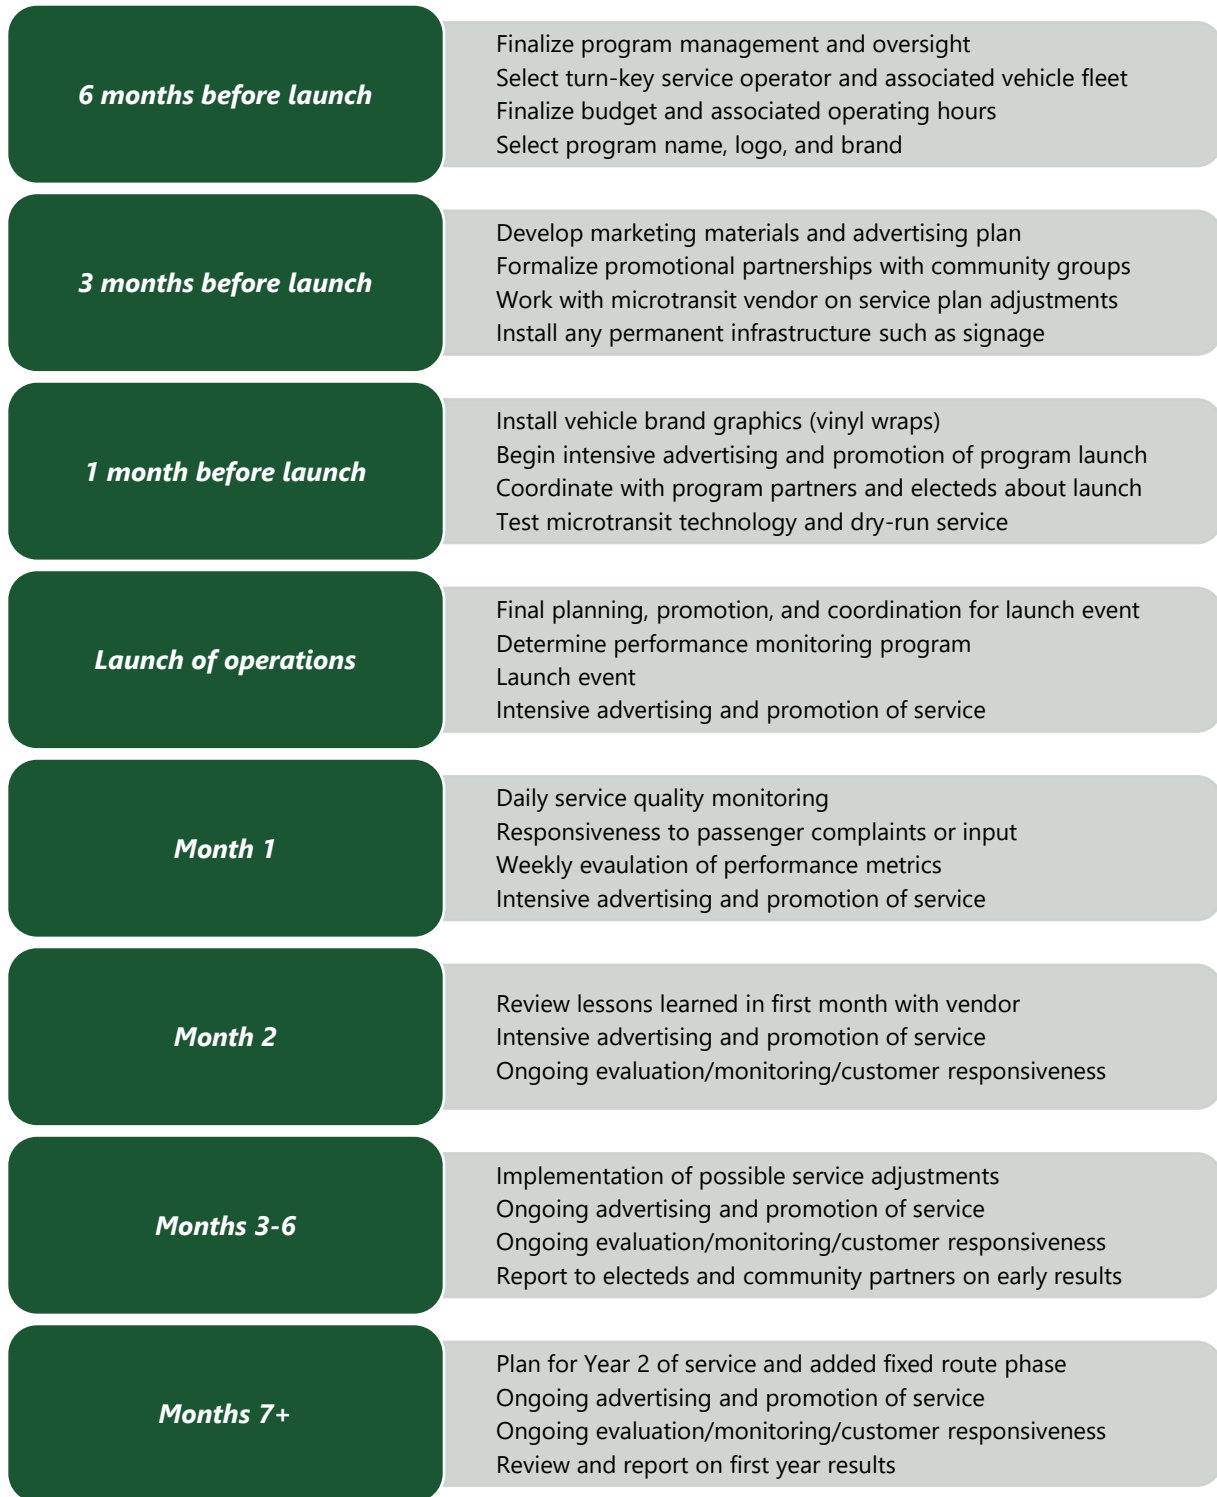 6 months before launch
Finalize program management and oversight
Select turn-key service operator and associated vehicle fleet
Finalize budget and associated operating hours
Select program name, logo, and brand
3 months before launch
Develop marketing materials and advertising plan
Formalize promotional partnerships with community groups
Work with microtransit vendor on service plan adjustments
Install any permanent infrastructure such as signage
1 month before launch
Install vehicle brand graphics (vinyl wraps)
Begin intensive advertising and promotion of program launch
Coordinate with program partners and electeds about launch
Test microtransit technology and dry-run service
Launch of operations
Final planning, promotion, and coordination for launch event
Determine performance monitoring program
Launch event
Intensive advertising and promotion of service
Month 1
Daily service quality monitoring
Responsiveness to passenger complaints or input
Weekly evaulation of performance metrics
Intensive advertising and promotion of service
Month 2
Review lessons learned in first month with vendor
Intensive advertising and promotion of service
Ongoing evaluation/monitoring/customer responsiveness
Months 3-6
Implementation of possible service adjustments
Ongoing advertising and promotion of service
Ongoing evaluation/monitoring/customer responsiveness
Report to electeds and community partners on early results
Months 7+
Plan for Year 2 of service and added fixed route phase
Ongoing advertising and promotion of service
Ongoing evaluation/monitoring/customer responsiveness
Review and report on first year results